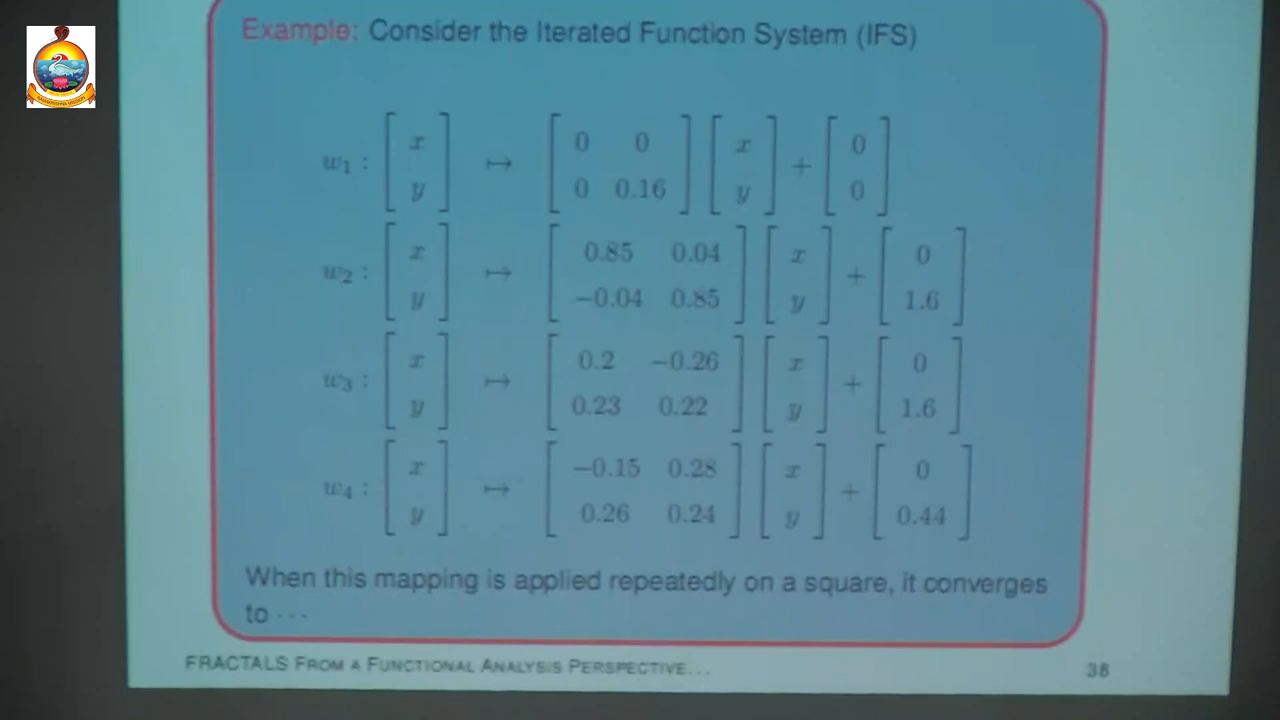 Example: Consider the Iterated Function System (IFS)
w₁ : [x y] ↦ [0 0; 0 0.16] [x y] + [0 0]
w₂ : [x y] ↦ [0.85 0.04; −0.04 0.85] [x y] + [0 1.6]
w₃ : [x y] ↦ [0.2 −0.26; 0.23 0.22] [x y] + [0 1.6]
w₄ : [x y] ↦ [−0.15 0.28; 0.26 0.24] [x y] + [0 0.44]
When this mapping is applied repeatedly on a square, it converges
to ···
FRACTALS FROM A FUNCTIONAL ANALYSIS PERSPECTIVE... 38